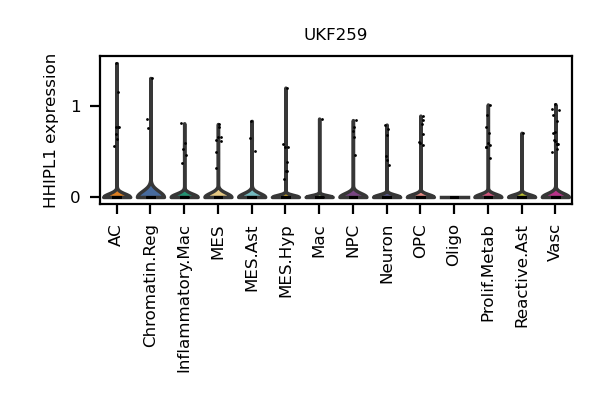 UKF259
HHIPL1 expression
1
0
AC
Chromatin.Reg
Inflammatory.Mac
MES
MES.Ast
MES.Hyp
Mac
NPC
Neuron
OPC
Oligo
Prolif.Metab
Reactive.Ast
Vasc